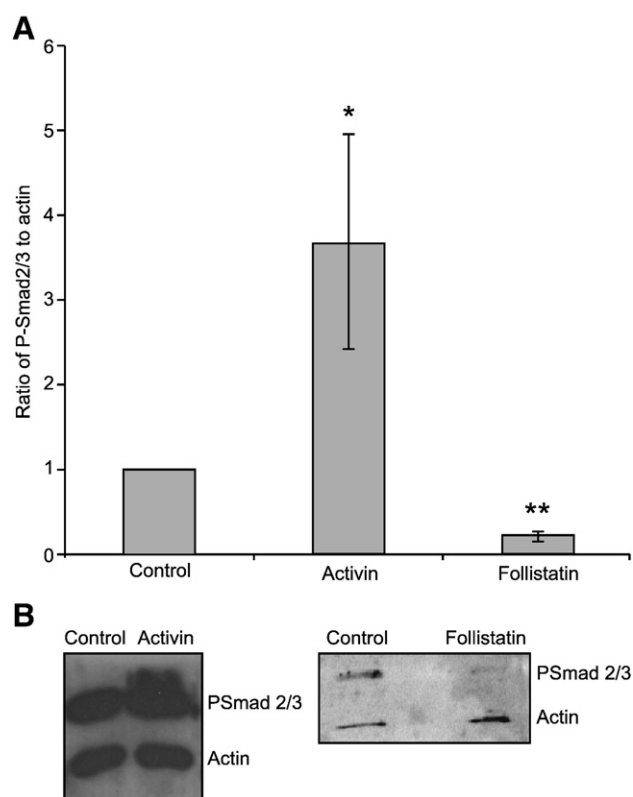 A
Ratio of P-Smad2/3 to actin
6
5
4
3
2
1
0
*
**
Control Activin Follistatin
B
Control Activin
PSmad 2/3
Actin
Control Follistatin
PSmad 2/3
Actin